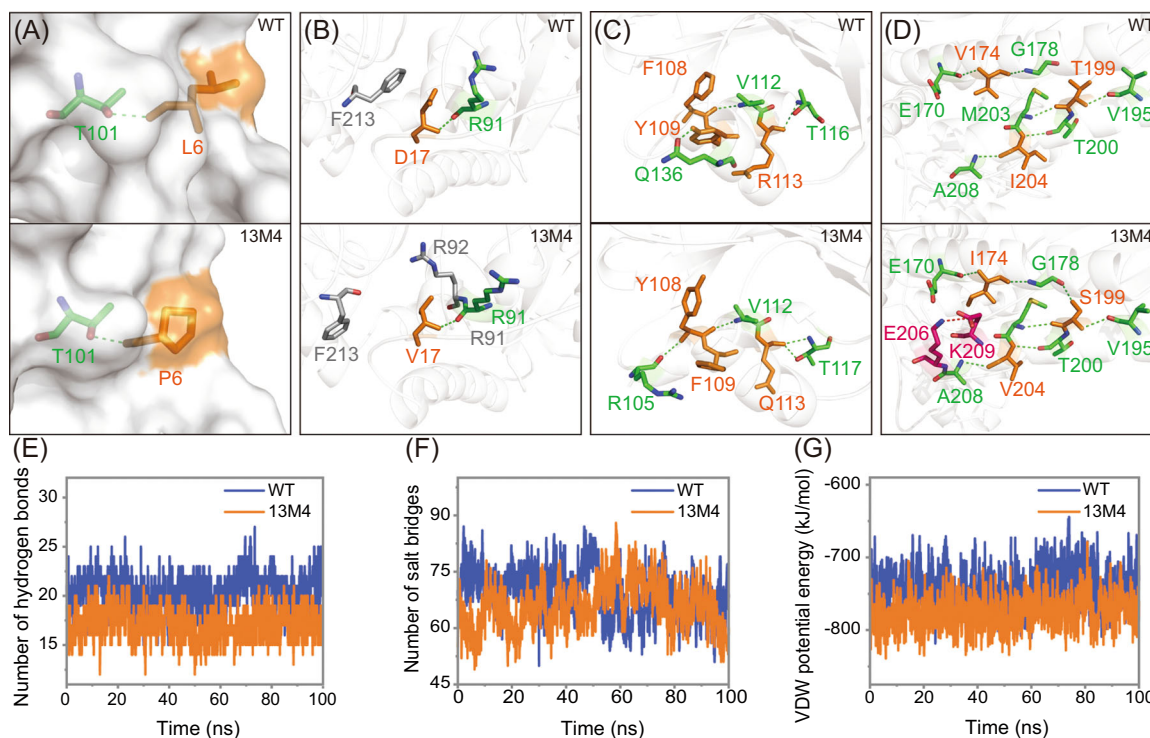 (A)
WT
T101
L6
13M4
T101
P6
(B)
WT
F213
R91
D17
13M4
R92
R91
F213
R91
V17
(C)
WT
F108
V112
Y109
T116
Q136
R113
13M4
Y108
V112
F109
T117
R105
Q113
(D)
WT
V174
G178
T199
E170
M203
V195
T200
I204
A208
13M4
E170
I174
G178
S199
E206
K209
V195
T200
A208
V204
(E)
Number of hydrogen bonds
30
25
20
15
WT
13M4
0 20 40 60 80 100
Time (ns)
(F)
Number of salt bridges
90
75
60
45
WT
13M4
0 20 40 60 80 100
Time (ns)
(G)
VDW potential energy (kJ/mol)
-600
-700
-800
WT
13M4
0 20 40 60 80 100
Time (ns)